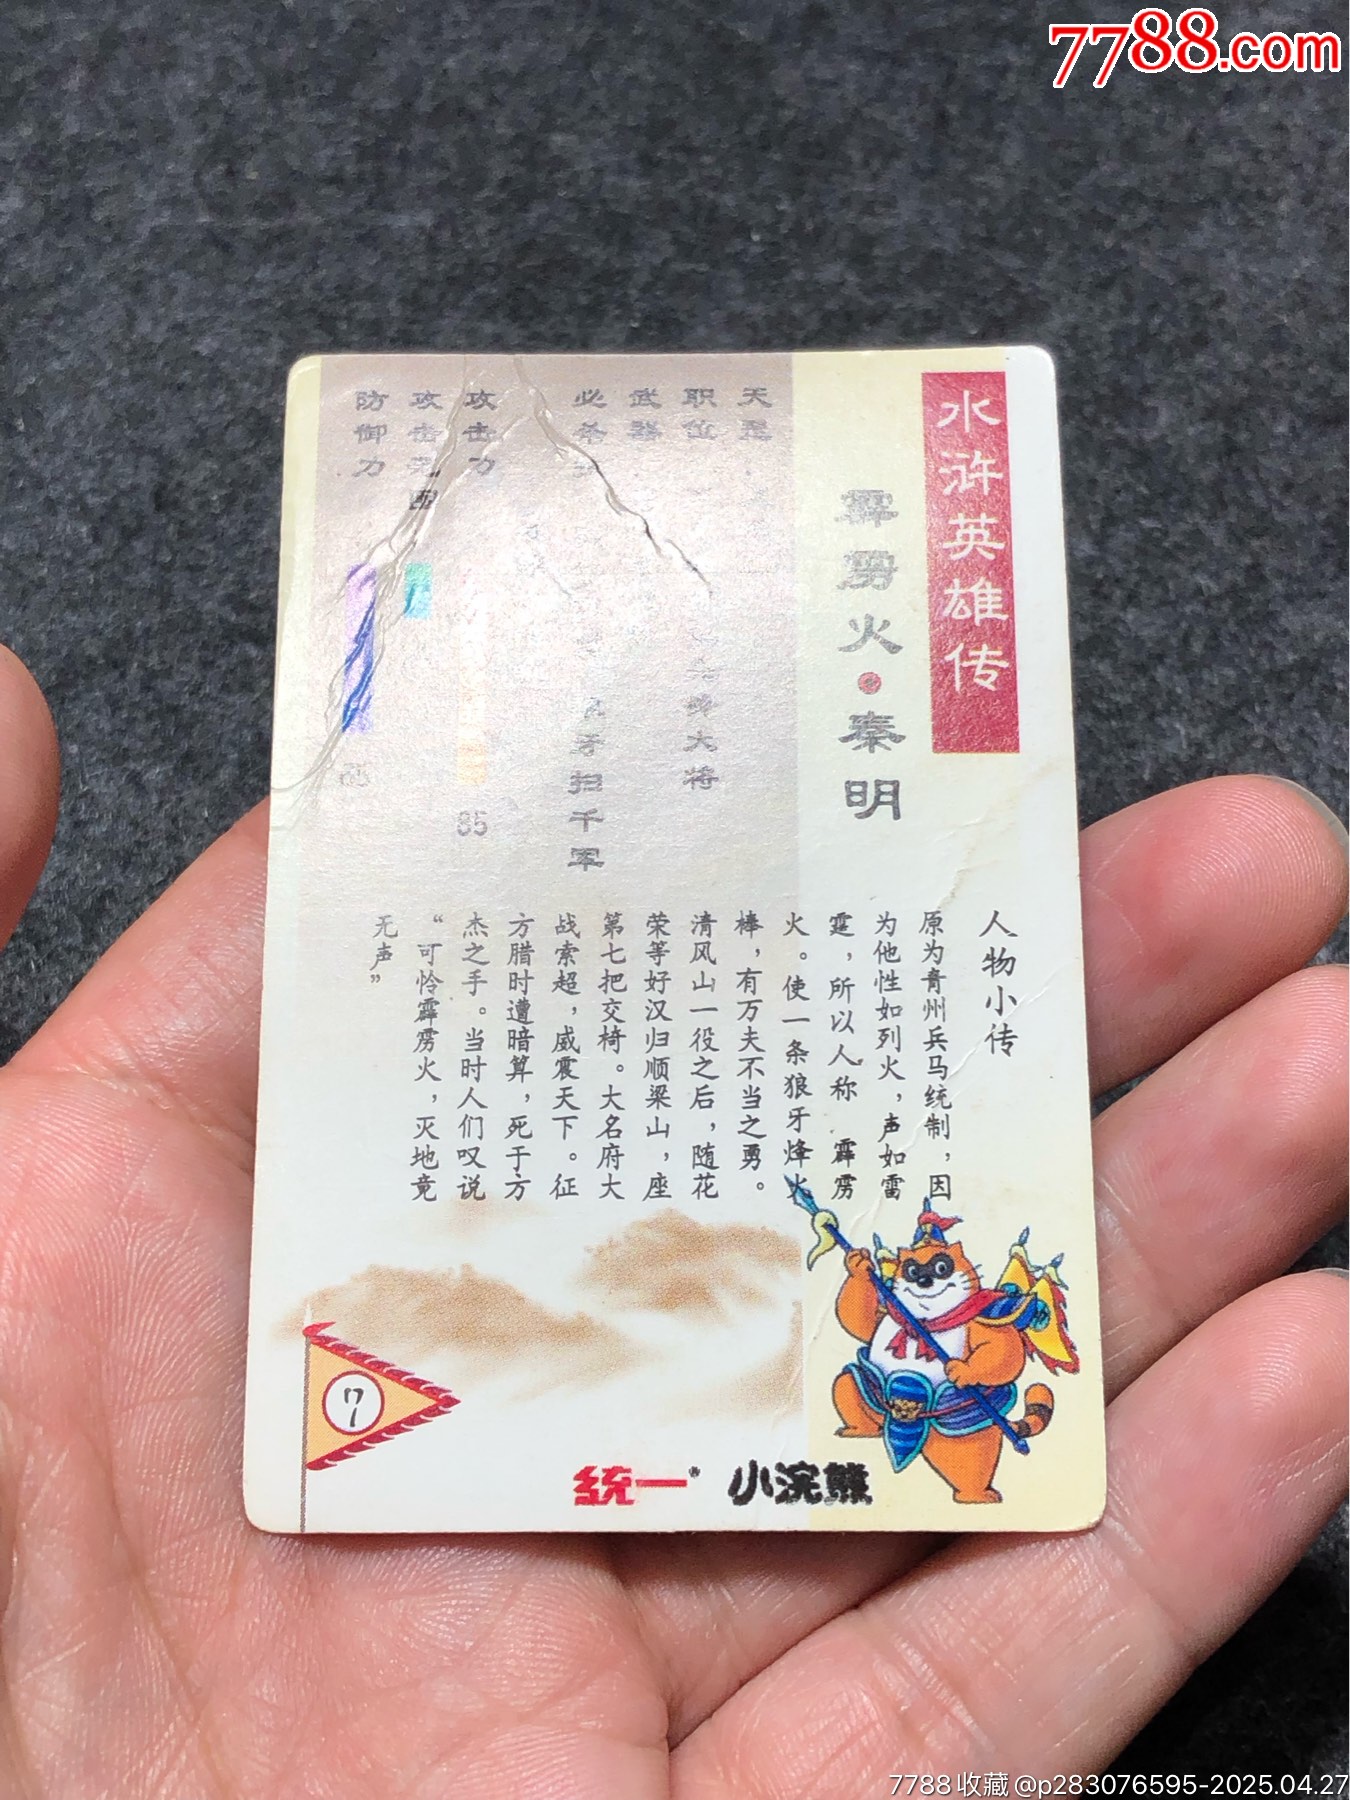 7788.com
水浒英雄传
霹雳火·秦明
天罡
职位
武器
必杀
大将
牙扫千军
攻击力
85
攻击范
防御力
人物小传
原为青州兵马统制，因
为他性如列火，声如雷
霆，所以人称 霹雳
火。使一条狼牙烽火
棒，有万夫不当之勇。
清风山一役之后，随花
荣等好汉归顺梁山，座
第七把交椅。大名府大
战索超，威震天下。征
方腊时遭暗算，死于方
杰之手。当时人们叹说
“可怜霹雳火，灭地竟
无声”
7
統一® 小浣熊
7788收藏@p283076595-2025.04.27